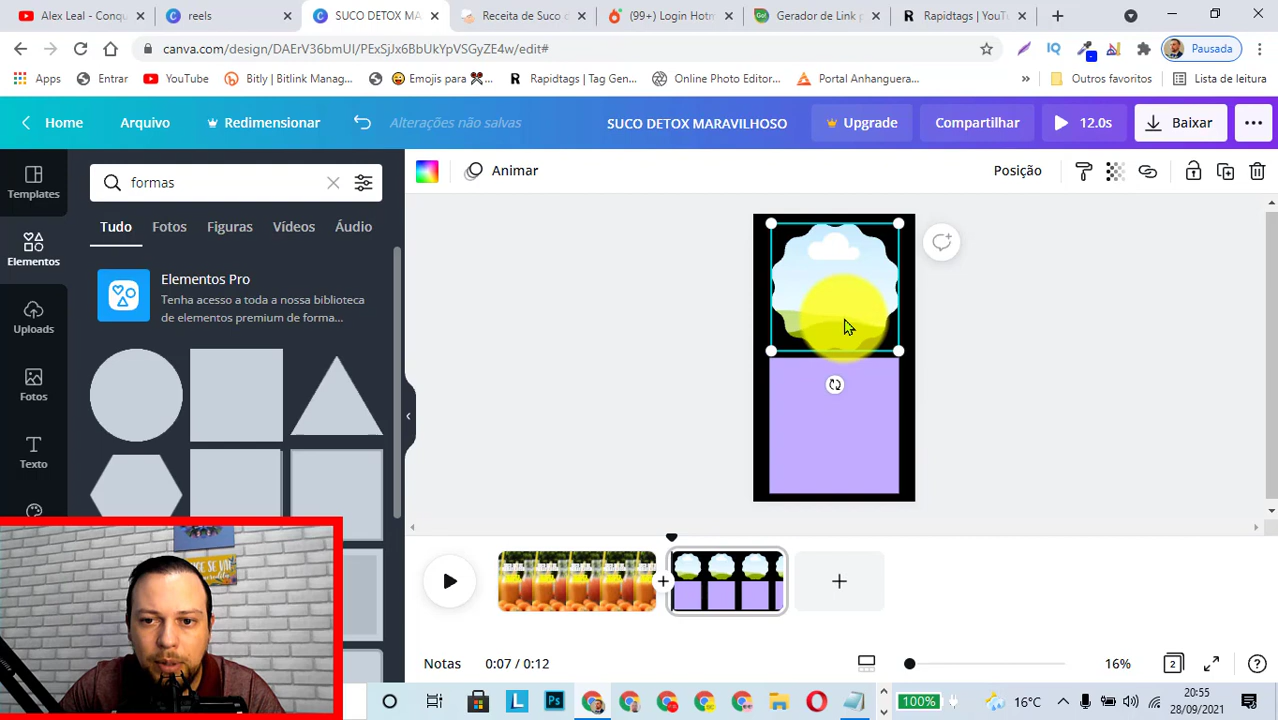 Alex Leal - Conqu
reels
SUCO DETOX MA
Receita de Suco d
(99+) Login Hotm
Gerador de Link p
Rapidtags | YouTu
canva.com/design/DAErV36bmUI/PExSjJx6BbUkYpVSGyZE4w/edit#
Pausada
Apps
Entrar
YouTube
Bitly | Bitlink Manag...
Emojis para
Rapidtags | Tag Gen...
Online Photo Editor...
Portal Anhanguera...
Outros favoritos
Lista de leitura
Home
Arquivo
Redimensionar
Alterações não salvas
SUCO DETOX MARAVILHOSO
Upgrade
Compartilhar
12.0s
Baixar
Templates
formas
Animar
Posição
Tudo
Fotos
Figuras
Vídeos
Áudio
Elementos
Elementos Pro
Tenha acesso a toda a nossa biblioteca
de elementos premium de forma...
Uploads
Fotos
Texto
Notas
0:07 / 0:12
16%
2
100%
16°C
20:55
28/09/2021